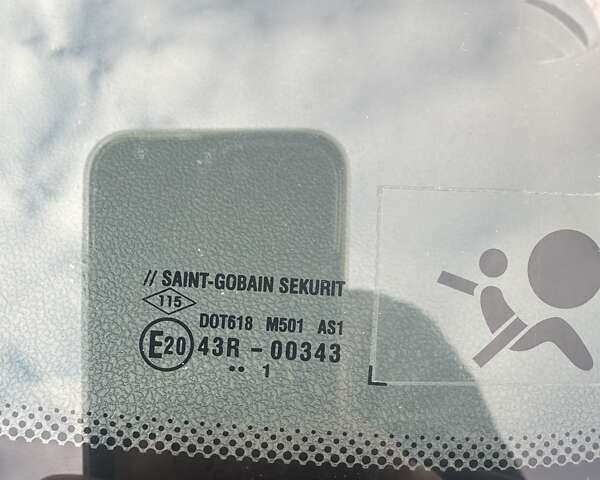 // SAINT-GOBAIN SEKURIT
115
DOT618 M501 AS1
E20 43R - 00343
•• 1